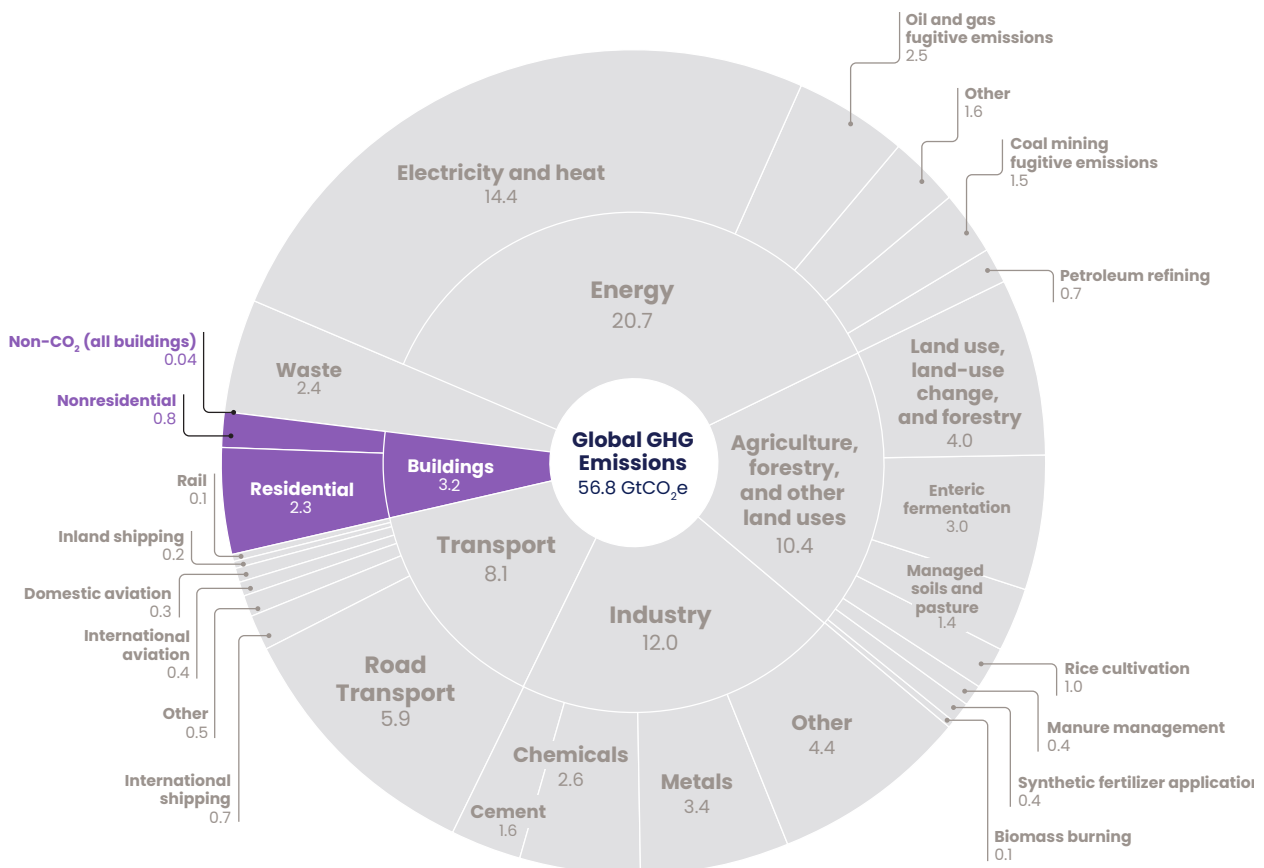 Oil and gas
fugitive emissions
2.5
Other
1.6
Coal mining
fugitive emissions
1.5
Electricity and heat
14.4
Petroleum refining
0.7
Energy
20.7
Non-CO₂ (all buildings)
0.04
Land use,
land-use
change,
and forestry
4.0
Waste
2.4
Nonresidential
0.8
Global GHG
Emissions
56.8 GtCO₂e
Agriculture,
forestry,
and other
land uses
10.4
Buildings
3.2
Residential
2.3
Rail
0.1
Enteric
fermentation
3.0
Inland shipping
0.2
Transport
8.1
Domestic aviation
0.3
Managed
soils and
pasture
1.4
Industry
12.0
International
aviation
0.4
Road
Transport
5.9
Rice cultivation
1.0
Other
0.5
Other
4.4
Manure management
0.4
Chemicals
2.6
Metals
3.4
International
shipping
0.7
Synthetic fertilizer application
0.4
Cement
1.6
Biomass burning
0.1